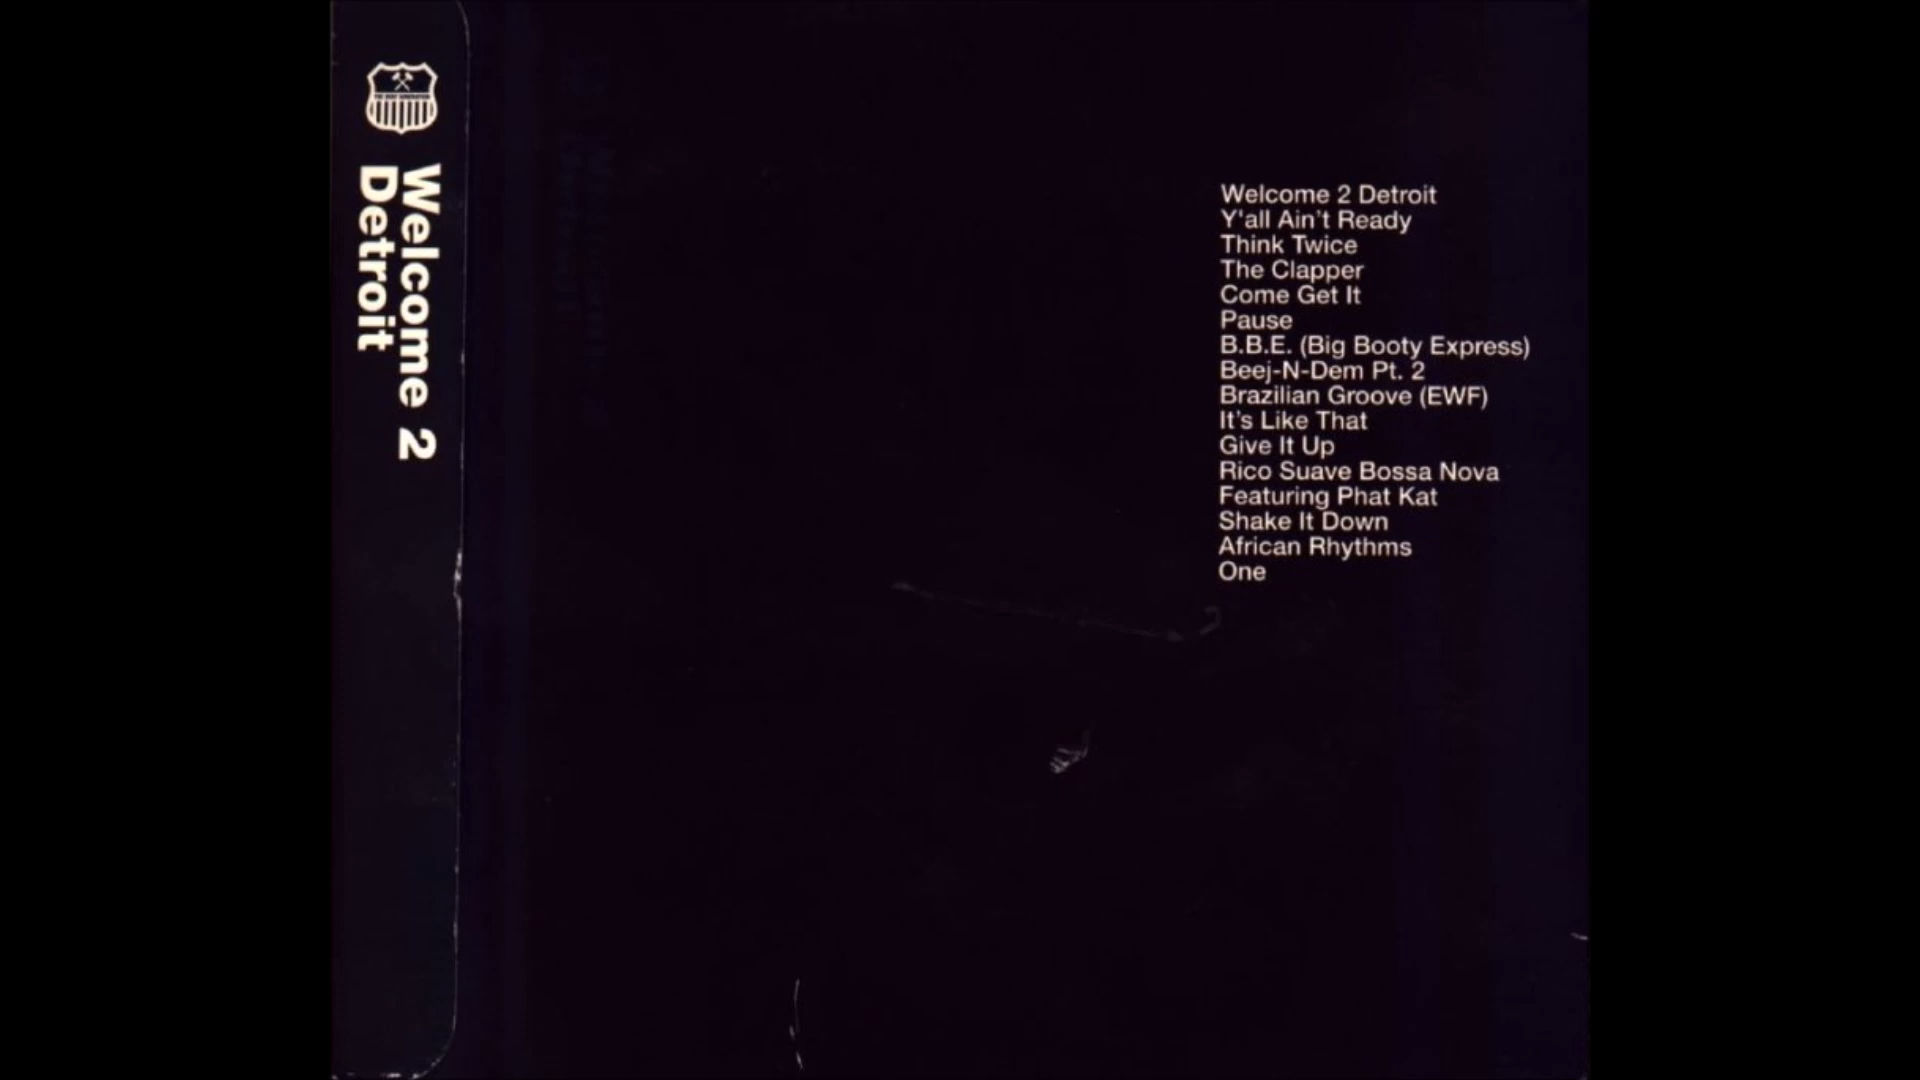 Welcome 2
Detroit
Welcome 2 Detroit
Y'all Ain't Ready
Think Twice
The Clapper
Come Get It
Pause
B.B.E. (Big Booty Express)
Beej-N-Dem Pt. 2
Brazilian Groove (EWF)
It's Like That
Give It Up
Rico Suave Bossa Nova
Featuring Phat Kat
Shake It Down
African Rhythms
One